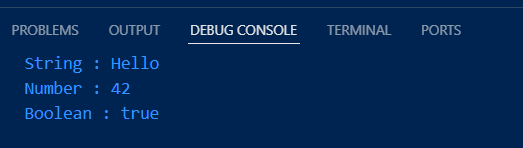 PROBLEMS OUTPUT DEBUG CONSOLE TERMINAL PORTS
String : Hello
Number : 42
Boolean : true